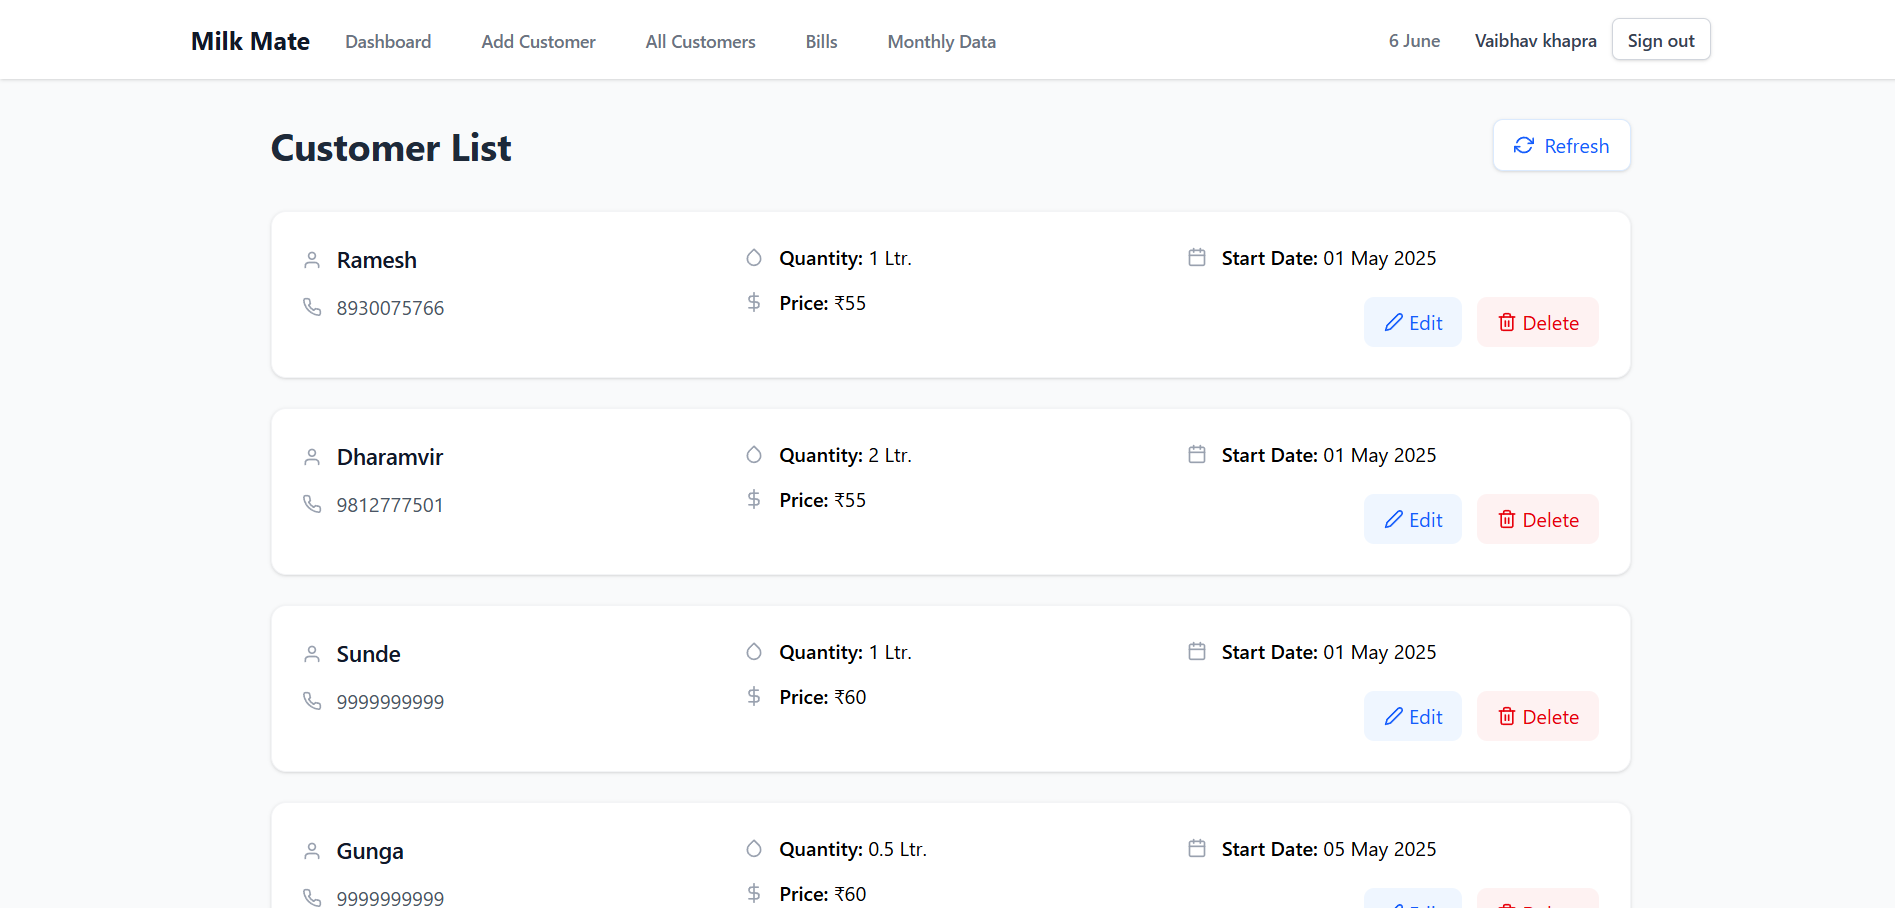 Milk Mate Dashboard Add Customer All Customers Bills Monthly Data 6 June Vaibhav khapra Sign out
Customer List Refresh
Ramesh Quantity: 1 Ltr. Start Date: 01 May 2025
8930075766 Price: ₹55
Edit Delete
Dharamvir Quantity: 2 Ltr. Start Date: 01 May 2025
9812777501 Price: ₹55
Edit Delete
Sunde Quantity: 1 Ltr. Start Date: 01 May 2025
9999999999 Price: ₹60
Edit Delete
Gunga Quantity: 0.5 Ltr. Start Date: 05 May 2025
9999999999 Price: ₹60